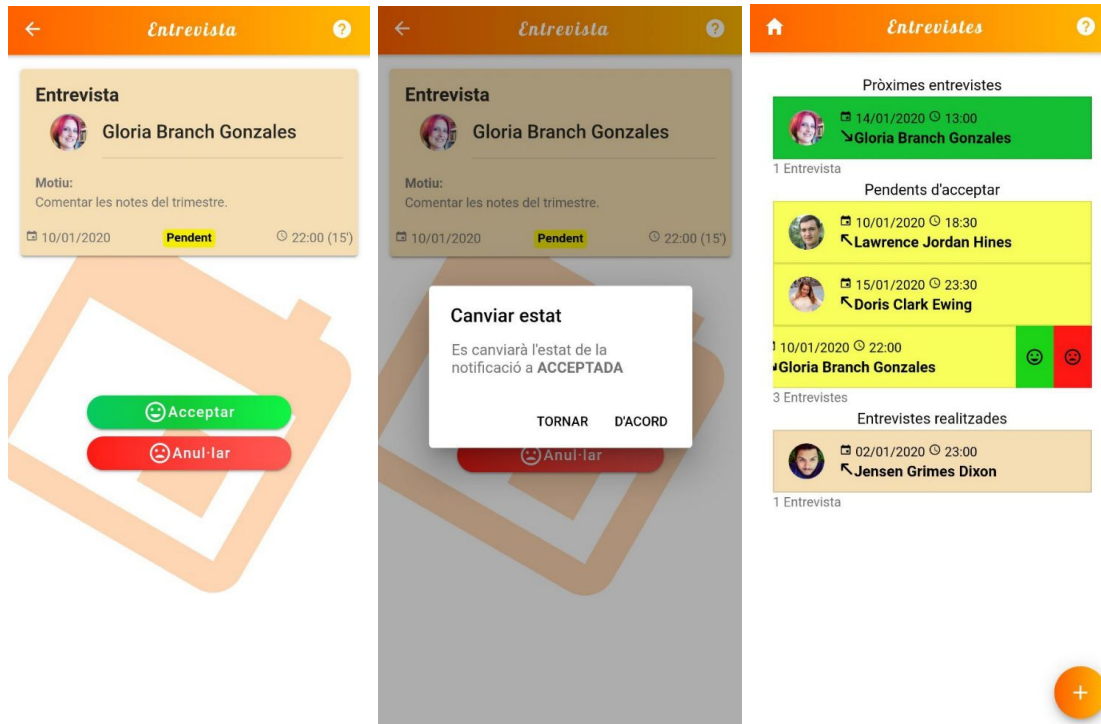 Entrevista
?
Entrevista
Gloria Branch Gonzales
Motiu:
Comentar les notes del trimestre.
10/01/2020 Pendent 22:00 (15')
Acceptar
Anul·lar
Entrevista
?
Entrevista
Gloria Branch Gonzales
Motiu:
Comentar les notes del trimestre.
10/01/2020 Pendent 22:00 (15')
Canviar estat
Es canviarà l'estat de la
notificació a ACCEPTADA
TORNAR D'ACORD
Anul·lar
Entrevistes
?
Pròximes entrevistes
14/01/2020 13:00
Gloria Branch Gonzales
1 Entrevista
Pendents d'acceptar
10/01/2020 18:30
Lawrence Jordan Hines
15/01/2020 23:30
Doris Clark Ewing
10/01/2020 22:00
Gloria Branch Gonzales
3 Entrevistes
Entrevistes realitzades
02/01/2020 23:00
Jensen Grimes Dixon
1 Entrevista
+